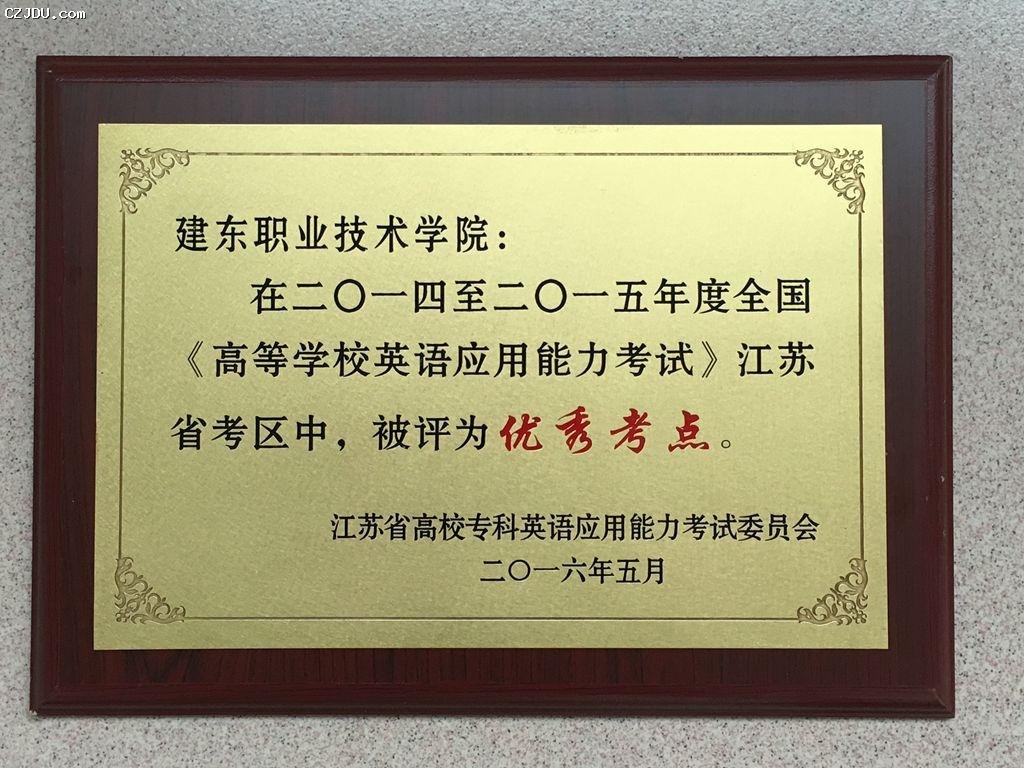 CZJDU.com
建东职业技术学院：
在二〇一四至二〇一五年度全国
《高等学校英语应用能力考试》江苏
省考区中，被评为优秀考点。
江苏省高校专科英语应用能力考试委员会
二〇一六年五月